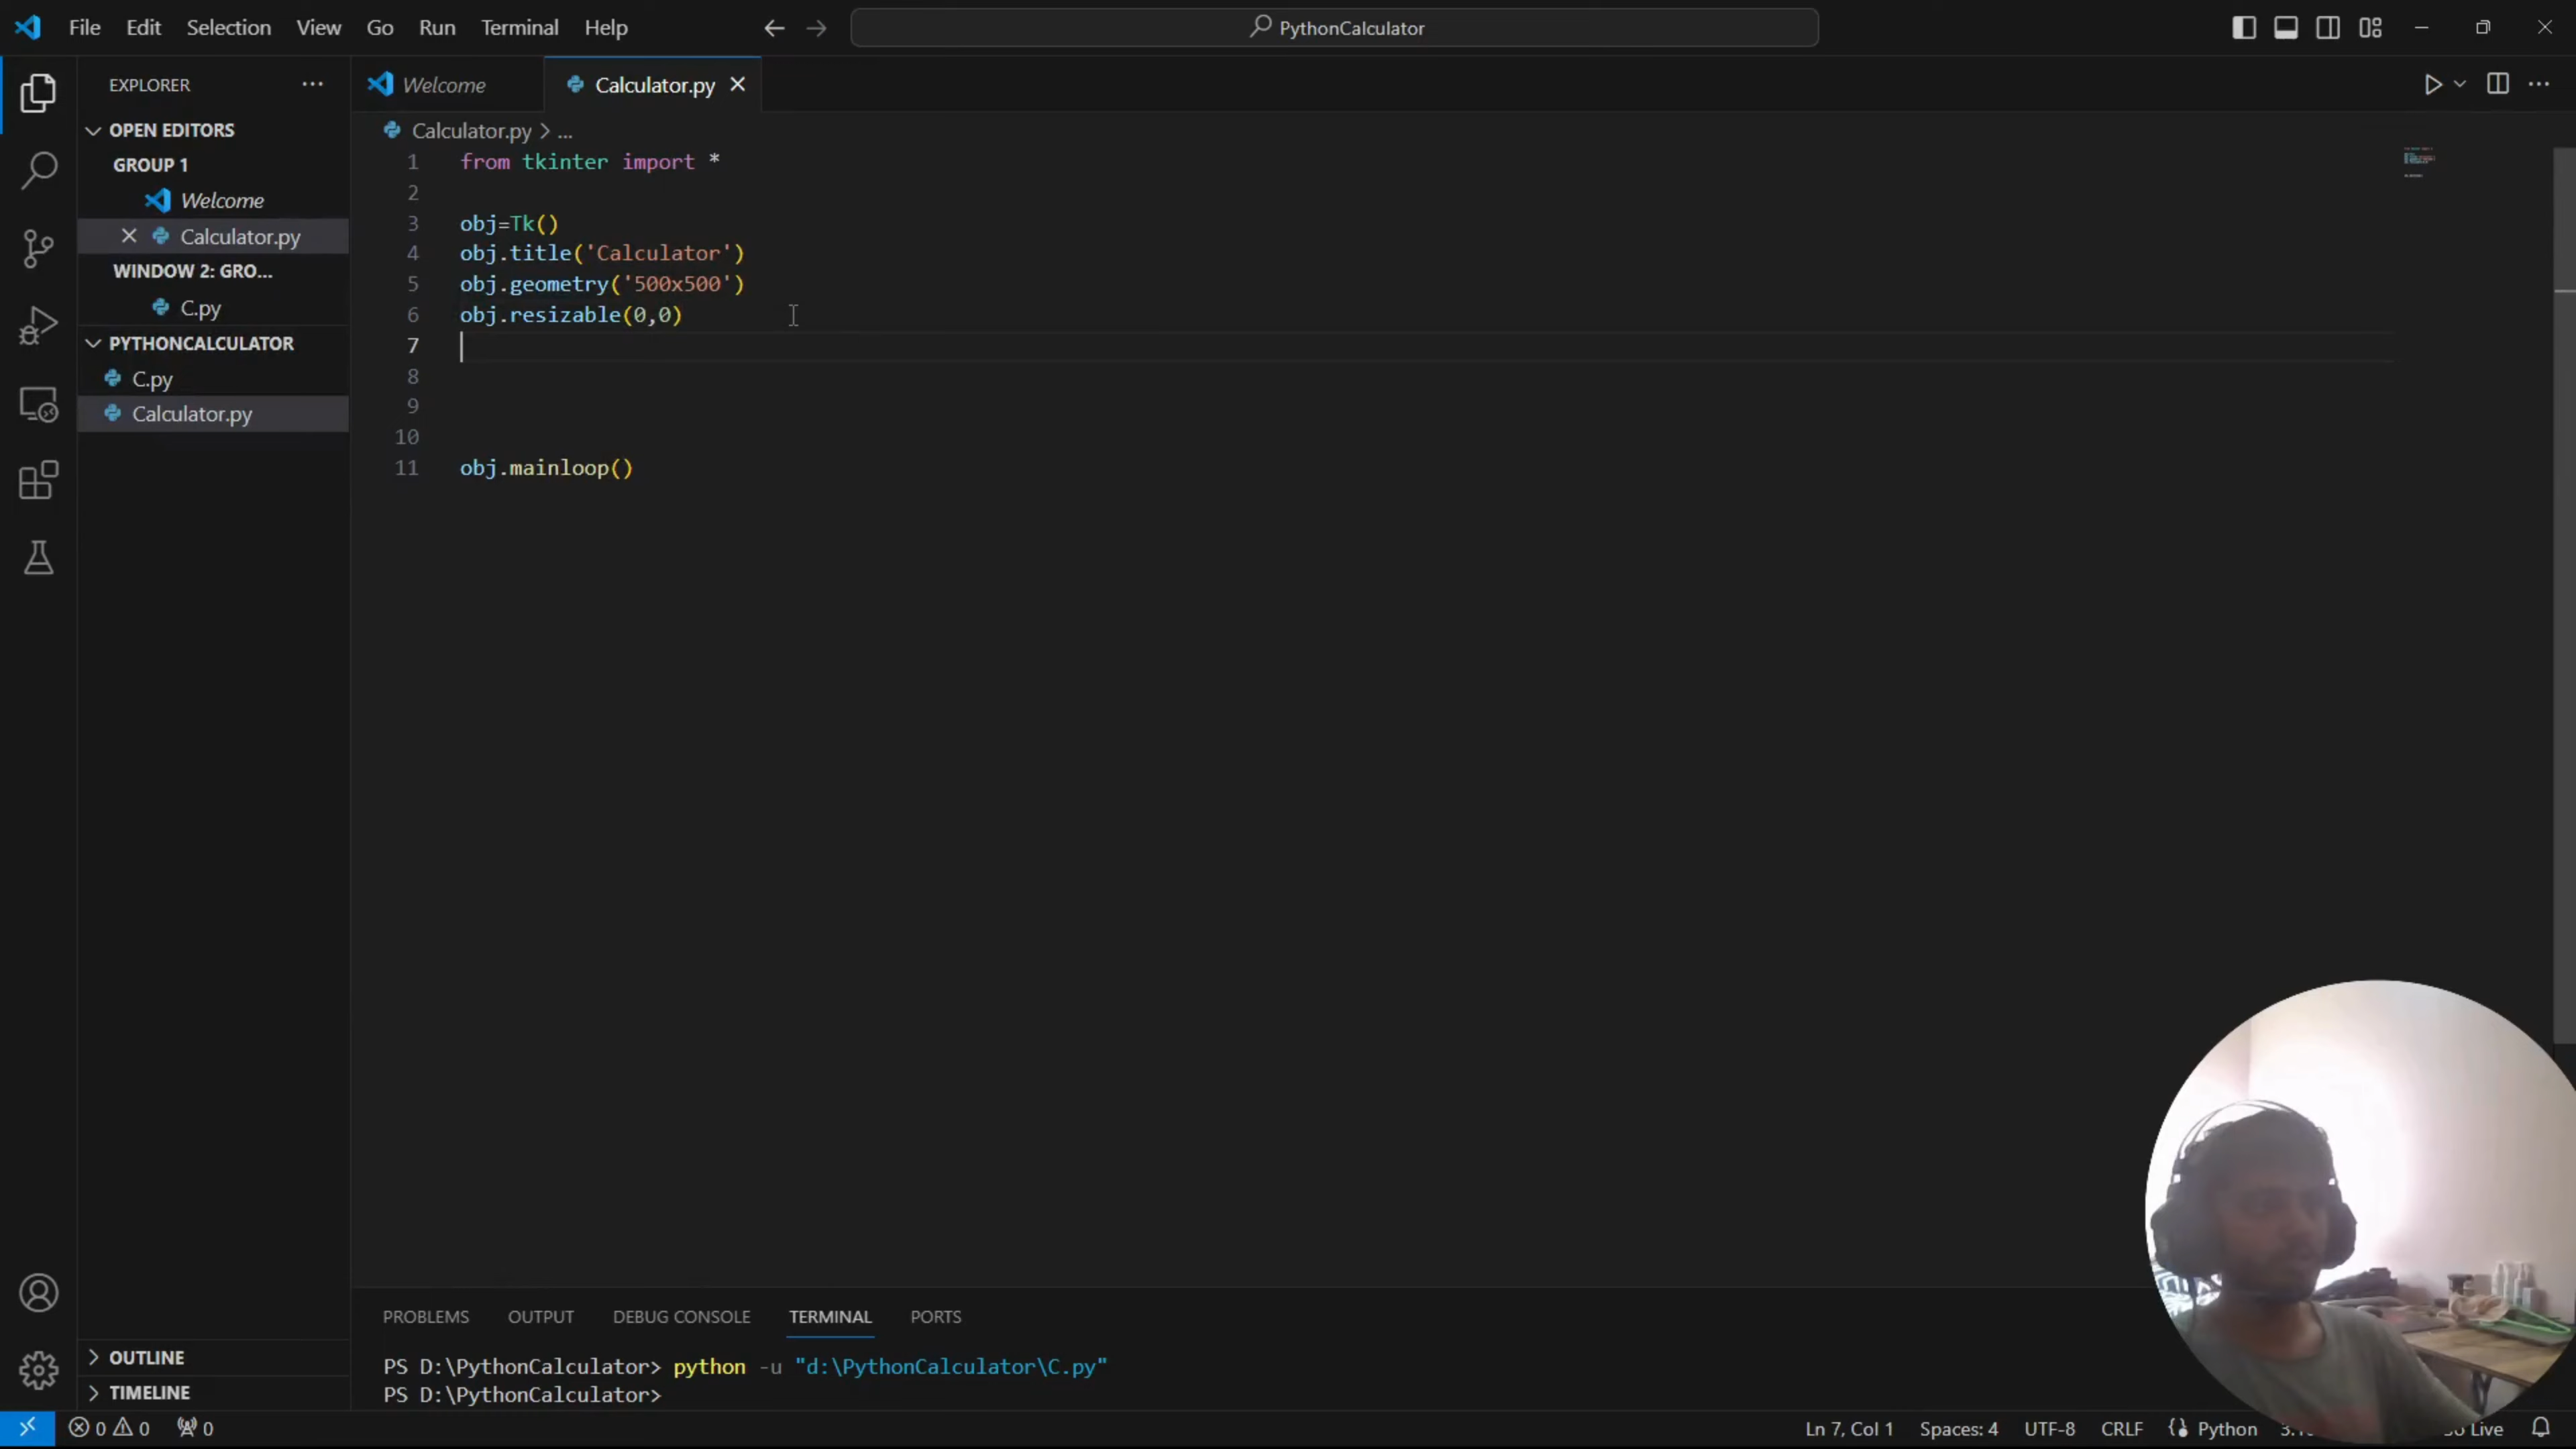 File Edit Selection View Go Run Terminal Help
PythonCalculator
EXPLORER
OPEN EDITORS
GROUP 1
Welcome
Calculator.py
WINDOW 2: GRO...
C.py
PYTHONCALCULATOR
C.py
Calculator.py
OUTLINE
TIMELINE
Welcome Calculator.py
Calculator.py > ...
1 from tkinter import *
2
3 obj=Tk()
4 obj.title('Calculator')
5 obj.geometry('500x500')
6 obj.resizable(0,0)
7
8
9
10
11 obj.mainloop()
PROBLEMS OUTPUT DEBUG CONSOLE TERMINAL PORTS
PS D:\PythonCalculator> python -u "d:\PythonCalculator\C.py"
PS D:\PythonCalculator>
0 0 0 Ln 7, Col 1 Spaces: 4 UTF-8 CRLF Python Live